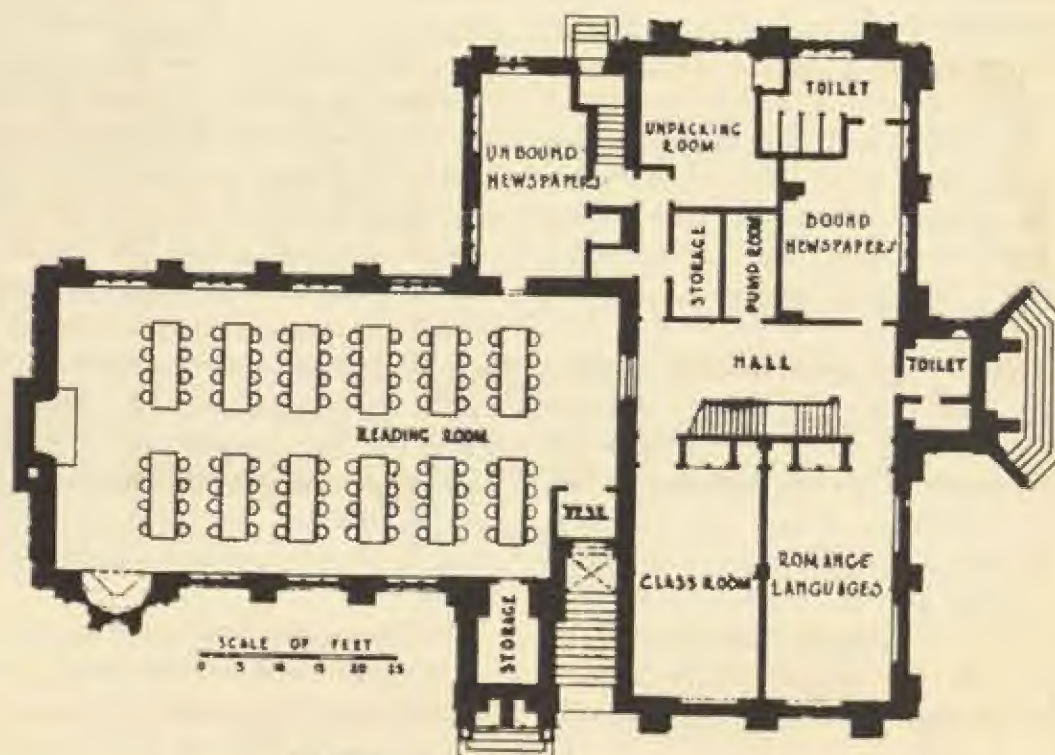 TOILET
UNPACKING
ROOM
UNBOUND
NEWSPAPERS
BOUND
NEWSPAPERS
STORAGE
PUMP ROOM
HALL
TOILET
READING ROOM
VEST.
CLASS ROOM
ROMANCE
LANGUAGES
STORAGE
SCALE OF FEET
0 5 10 15 20 25